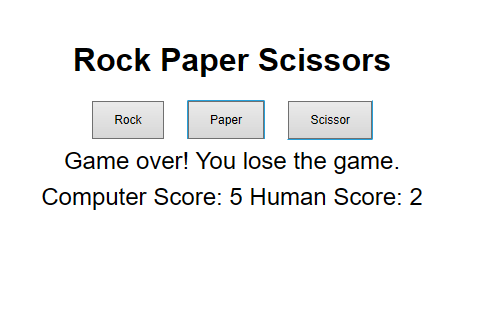 Rock Paper Scissors
Rock Paper Scissor
Game over! You lose the game.
Computer Score: 5 Human Score: 2